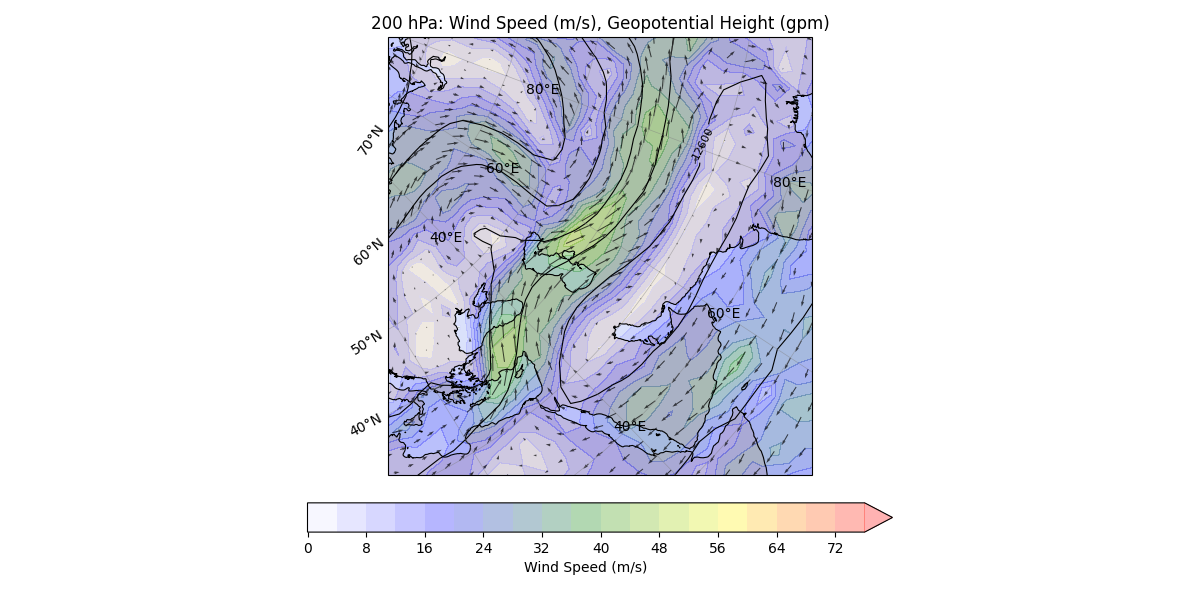 200 hPa: Wind Speed (m/s), Geopotential Height (gpm)
80°E
70°N
12600
60°E
80°E
40°E
60°N
60°E
50°N
40°N
40°E
0 8 16 24 32 40 48 56 64 72
Wind Speed (m/s)